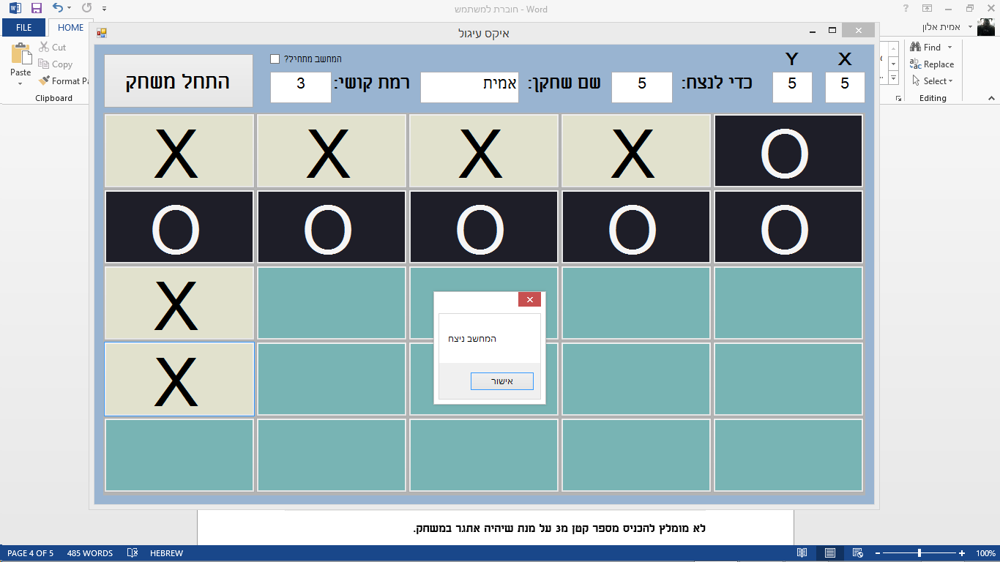 חוברת למשתמש - Word
FILE
HOME
אמית אלון
Paste
Cut
Copy
Format Pa
Clipboard
Find
Replace
Select
Editing
איקס עיגול
התחל משחק
המחשב מתחיל?
רמת קושי: 3
שם שחקן: אמית
כדי לנצח: 5
Y X
5 5
X X X X O
O O O O O
X
X
המחשב ניצח
אישור
לא מומלץ להכניס מספר קטן מ3 על מנת שיהיה אתגר במשחק.
PAGE 4 OF 5 485 WORDS HEBREW 100%